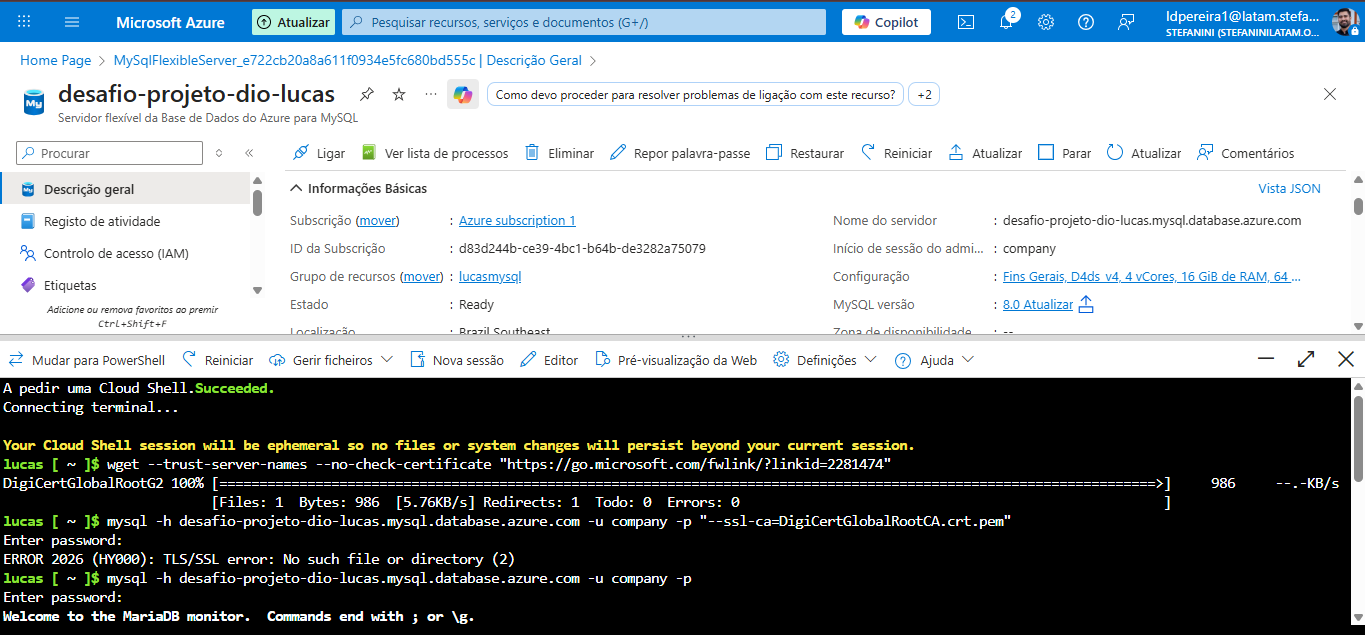 Microsoft Azure
Atualizar
Pesquisar recursos, serviços e documentos (G+/)
Copilot
2
ldpereira1@latam.stefa...
STEFANINI (STEFANINILATAM.O...
Home Page > MySqlFlexibleServer_e722cb20a8a611f0934e5fc680bd555c | Descrição Geral >
desafio-projeto-dio-lucas
...
Como devo proceder para resolver problemas de ligação com este recurso?
+2
My
Servidor flexível da Base de Dados do Azure para MySQL
Procurar
Ligar
Ver lista de processos
Eliminar
Repor palavra-passe
Restaurar
Reiniciar
Atualizar
Parar
Atualizar
Comentários
Descrição geral
Registo de atividade
Controlo de acesso (IAM)
Etiquetas
Adicione ou remova favoritos ao premir
Ctrl+Shift+F
Informações Básicas
Vista JSON
Subscrição (mover) : Azure subscription 1
ID da Subscrição : d83d244b-ce39-4bc1-b64b-de3282a75079
Grupo de recursos (mover) : lucasmysql
Estado : Ready
Localização : Brazil Southeast
Nome do servidor : desafio-projeto-dio-lucas.mysql.database.azure.com
Início de sessão do admi... : company
Configuração : Fins Gerais, D4ds_v4, 4 vCores, 16 GiB de RAM, 64 ...
MySQL versão : 8.0 Atualizar
Zona de disponibilidade : --
Mudar para PowerShell
Reiniciar
Gerir ficheiros
Nova sessão
Editor
Pré-visualização da Web
Definições
Ajuda
A pedir uma Cloud Shell.Succeeded.
Connecting terminal...
Your Cloud Shell session will be ephemeral so no files or system changes will persist beyond your current session.
lucas [ ~ ]$ wget --trust-server-names --no-check-certificate "https://go.microsoft.com/fwlink/?linkid=2281474"
DigiCertGlobalRootG2 100% [=============================================================================================================================>] 986 --.-KB/s
[Files: 1 Bytes: 986 [5.76KB/s] Redirects: 1 Todo: 0 Errors: 0 ]
lucas [ ~ ]$ mysql -h desafio-projeto-dio-lucas.mysql.database.azure.com -u company -p "--ssl-ca=DigiCertGlobalRootCA.crt.pem"
Enter password:
ERROR 2026 (HY000): TLS/SSL error: No such file or directory (2)
lucas [ ~ ]$ mysql -h desafio-projeto-dio-lucas.mysql.database.azure.com -u company -p
Enter password:
Welcome to the MariaDB monitor. Commands end with ; or \g.